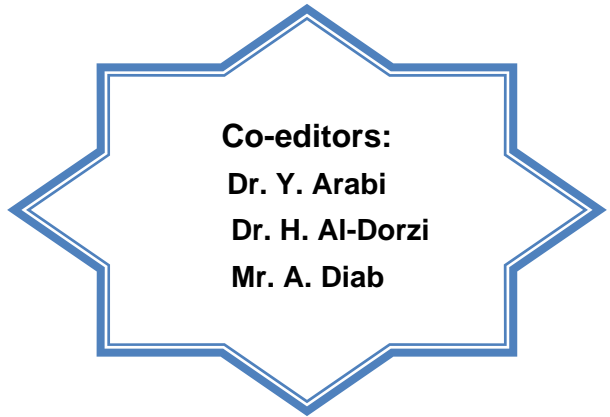 Co-editors:
Dr. Y. Arabi
Dr. H. Al-Dorzi
Mr. A. Diab